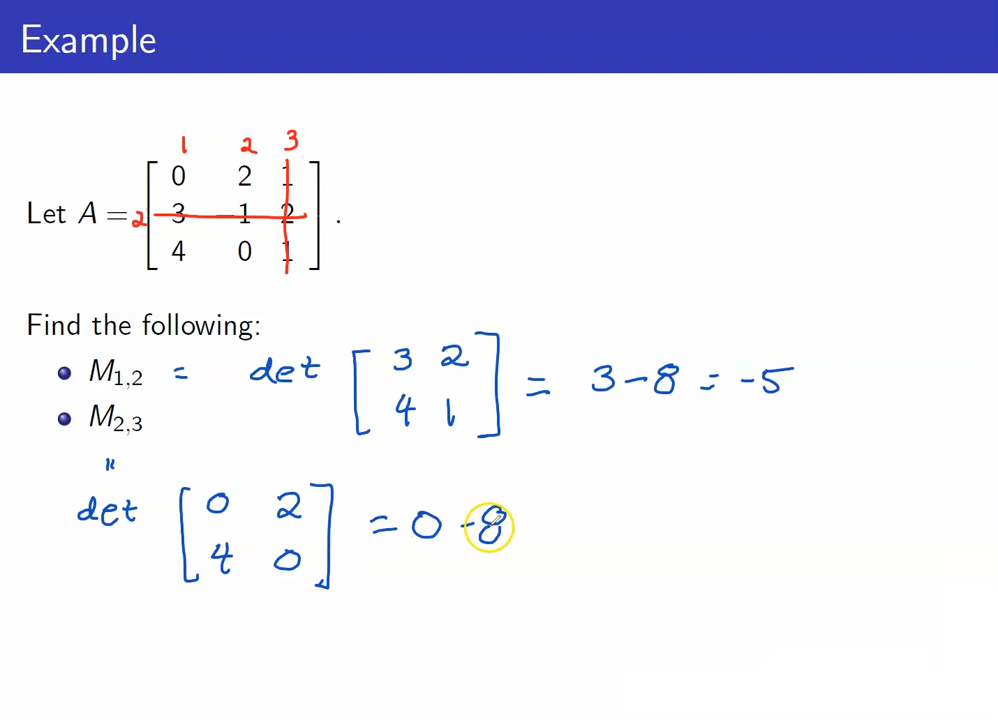 Example
1 2 3
0 2 1
Let A = 2 3 1 2 .
4 0 1
Find the following:
• M1,2 = det [ 3 2 = 3 - 8 = -5
4 1 ]
• M2,3
"
det [ 0 2 = 0 - 8
4 0 ]